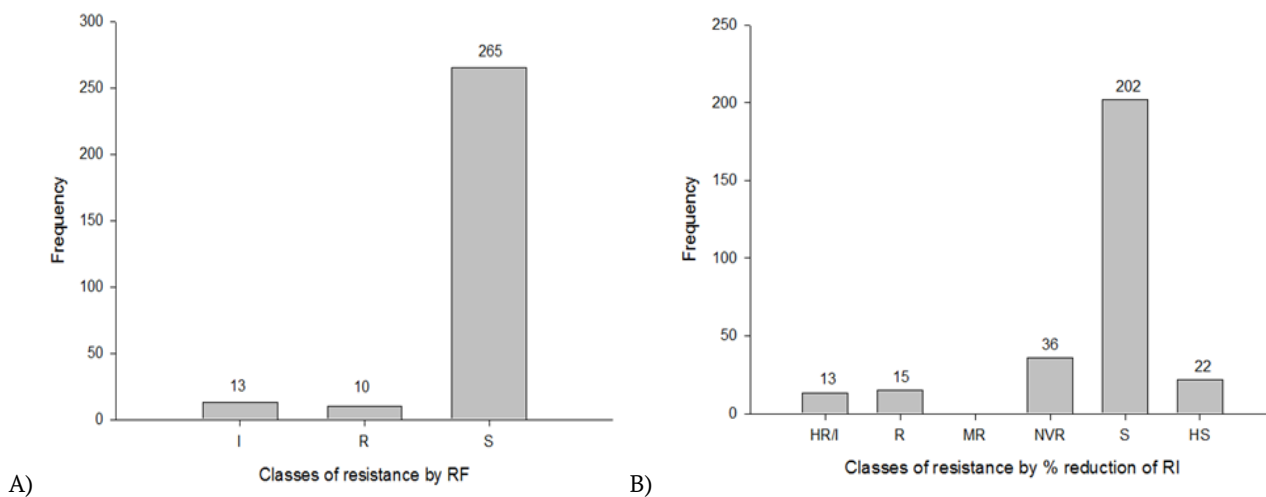 300
250
200
150
100
50
0
Frequency
13
10
265
I R S
Classes of resistance by RF
A)
250
200
150
100
50
0
Frequency
13
15
36
202
22
HR/I R MR NVR S HS
Classes of resistance by % reduction of RI
B)